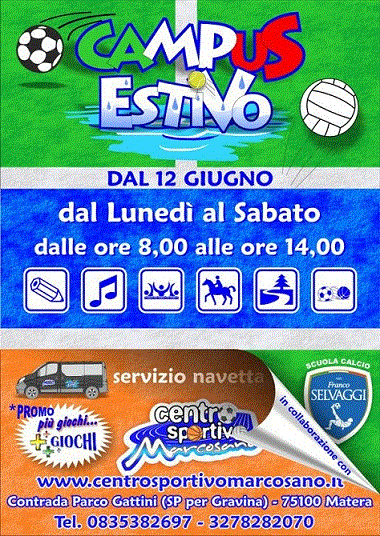 CAMPUS
ESTIVO
DAL 12 GIUGNO
dal Lunedì al Sabato
dalle ore 8,00 alle ore 14,00
servizio navetta
SCUOLA CALCIO
Franco
SELVAGGI
in collaborazione con
*PROMO
più giochi...
++GIOCHI
centro
sportivo
Marcosano
www.centrosportivomarcosano.it
Contrada Parco Gattini (SP per Gravina) - 75100 Matera
Tel. 0835382697 - 3278282070